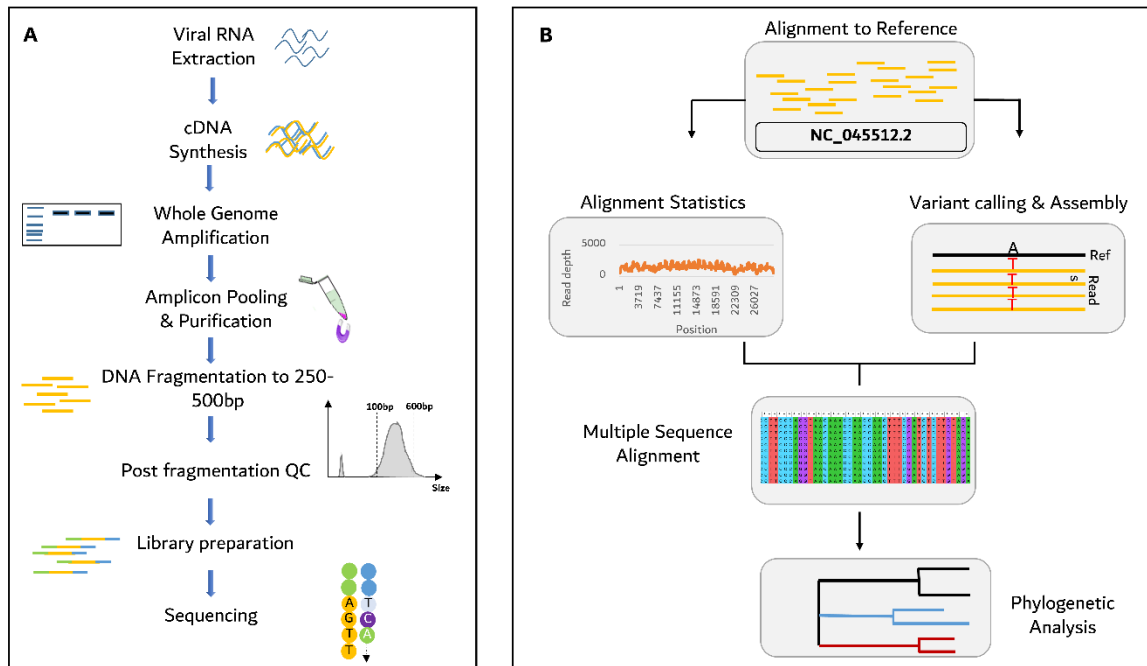 A
Viral RNA
Extraction
cDNA
Synthesis
Whole Genome
Amplification
Amplicon Pooling
& Purification
DNA Fragmentation to 250-
500bp
100bp
600bp
Size
Post fragmentation QC
Library preparation
Sequencing
A T
G C
T A
T
B
Alignment to Reference
NC_045512.2
Alignment Statistics
5000
0
Read depth
1
3719
7437
11155
14873
18591
22309
26027
Position
Variant calling & Assembly
A
Ref
T
T
T
T
Read
s
Multiple Sequence
Alignment
Phylogenetic
Analysis